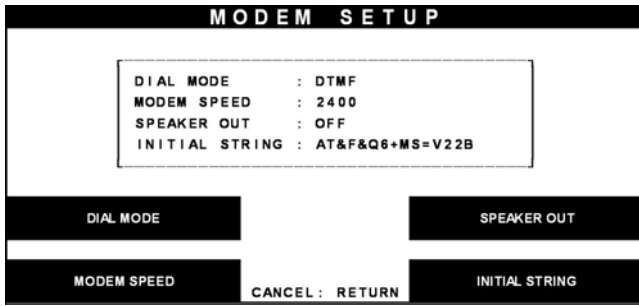 MODEM SETUP
DIAL MODE : DTMF
MODEM SPEED : 2400
SPEAKER OUT : OFF
INITIAL STRING : AT&F&Q6+MS=V22B
DIAL MODE
SPEAKER OUT
MODEM SPEED
CANCEL: RETURN
INITIAL STRING